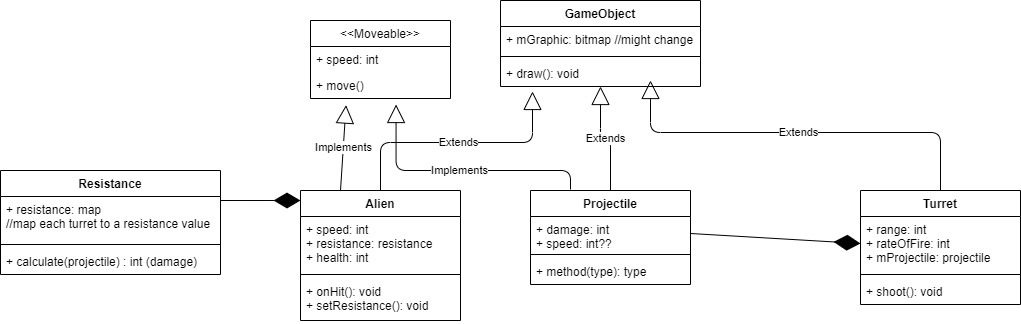 GameObject
+ mGraphic: bitmap //might change
+ draw(): void
<<Moveable>>
+ speed: int
+ move()
Implements
Extends
Extends
Extends
Implements
Resistance
+ resistance: map
//map each turret to a resistance value
+ calculate(projectile) : int (damage)
Alien
+ speed: int
+ resistance: resistance
+ health: int
+ onHit(): void
+ setResistance(): void
Projectile
+ damage: int
+ speed: int??
+ method(type): type
Turret
+ range: int
+ rateOfFire: int
+ mProjectile: projectile
+ shoot(): void